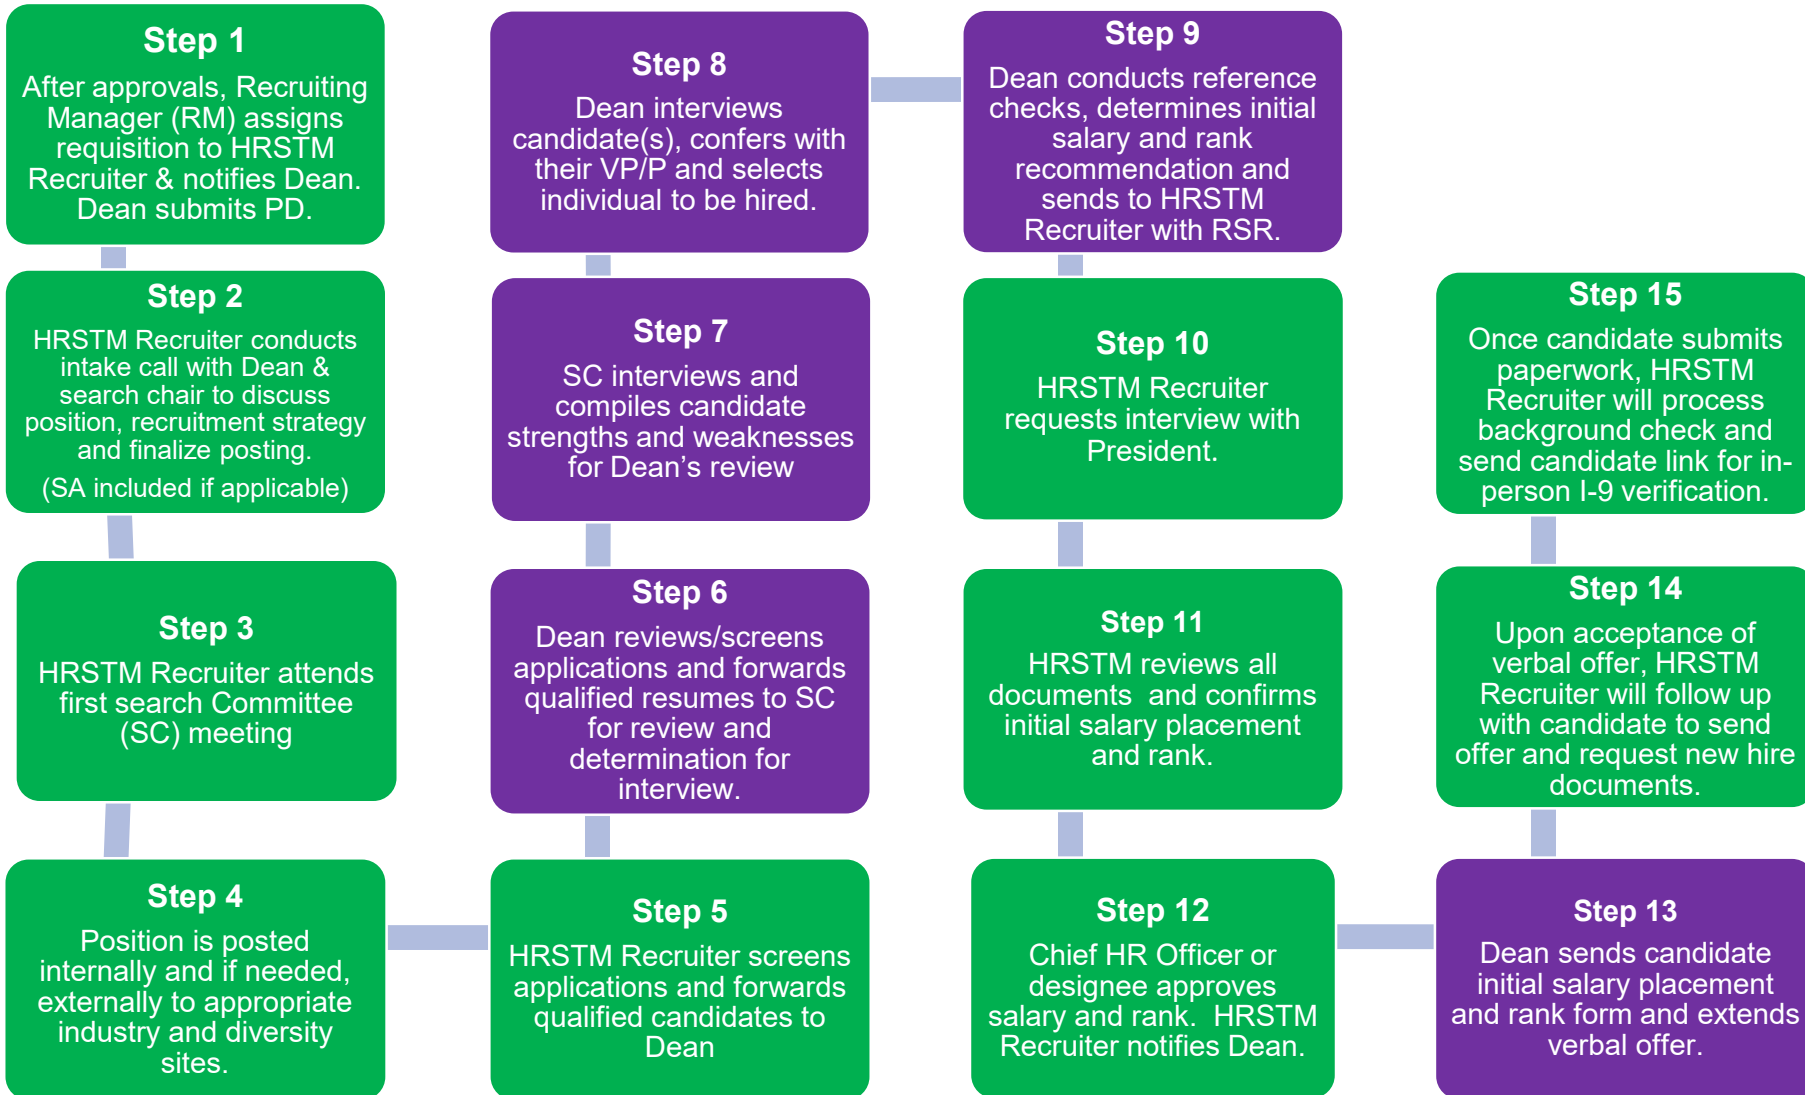 Step 1
After approvals, Recruiting
Manager (RM) assigns
requisition to HRSTM
Recruiter & notifies Dean.
Dean submits PD.
Step 2
HRSTM Recruiter conducts
intake call with Dean &
search chair to discuss
position, recruitment strategy
and finalize posting.
(SA included if applicable)
Step 3
HRSTM Recruiter attends
first search Committee
(SC) meeting
Step 4
Position is posted
internally and if needed,
externally to appropriate
industry and diversity
sites.
Step 5
HRSTM Recruiter screens
applications and forwards
qualified candidates to
Dean
Step 6
Dean reviews/screens
applications and forwards
qualified resumes to SC
for review and
determination for
interview.
Step 7
SC interviews and
compiles candidate
strengths and weaknesses
for Dean’s review
Step 8
Dean interviews
candidate(s), confers with
their VP/P and selects
individual to be hired.
Step 9
Dean conducts reference
checks, determines initial
salary and rank
recommendation and
sends to HRSTM
Recruiter with RSR.
Step 10
HRSTM Recruiter
requests interview with
President.
Step 11
HRSTM reviews all
documents  and confirms
initial salary placement
and rank.
Step 12
Chief HR Officer or
designee approves
salary and rank.  HRSTM
Recruiter notifies Dean.
Step 13
Dean sends candidate
initial salary placement
and rank form and extends
verbal offer.
Step 14
Upon acceptance of
verbal offer, HRSTM
Recruiter will follow up
with candidate to send
offer and request new hire
documents.
Step 15
Once candidate submits
paperwork, HRSTM
Recruiter will process
background check and
send candidate link for in-
person I-9 verification.